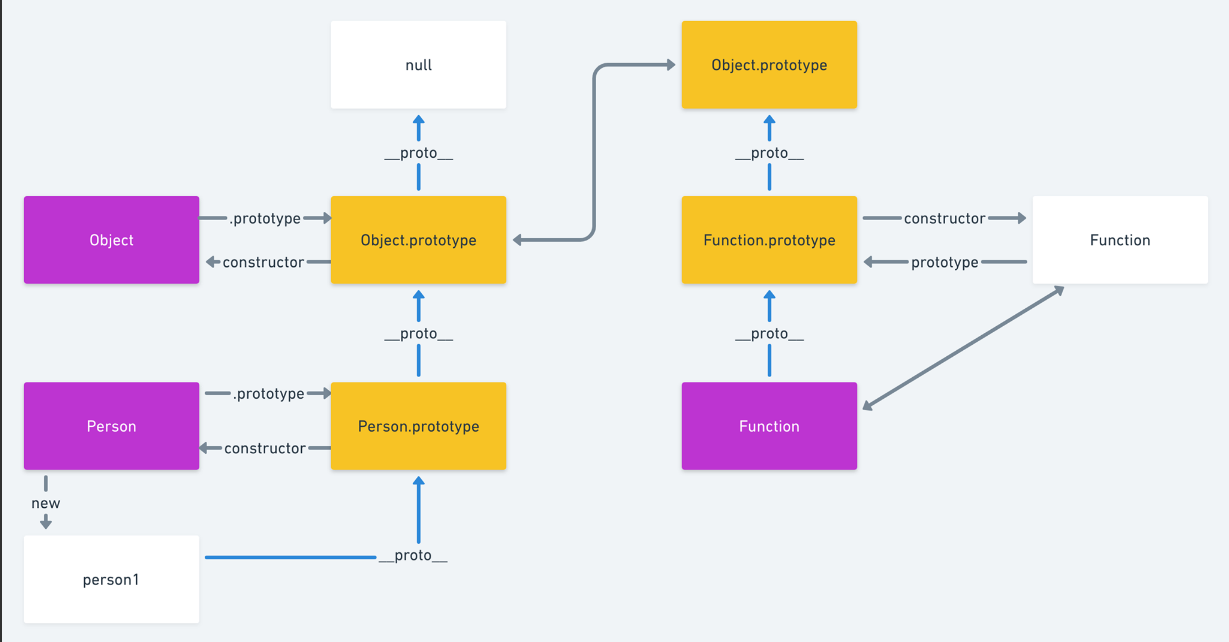 null
Object.prototype
__proto__
__proto__
Object
.prototype
constructor
Object.prototype
Function.prototype
constructor
prototype
Function
__proto__
__proto__
Person
.prototype
constructor
Person.prototype
Function
new
__proto__
person1